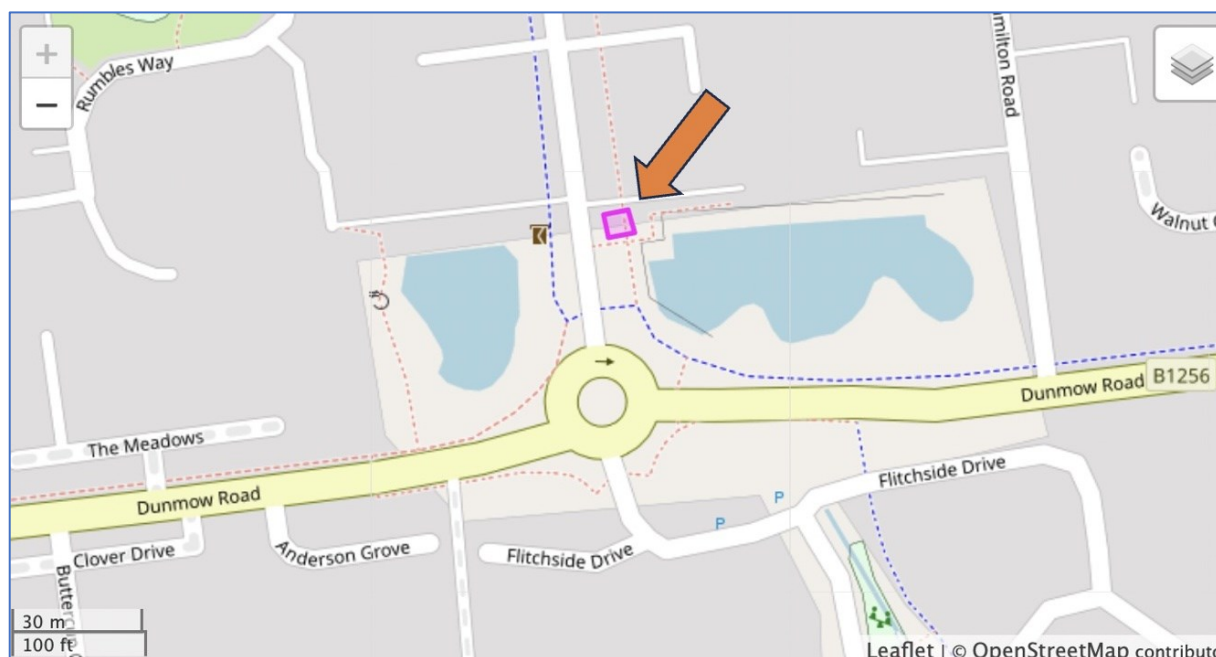 +
−
Rumbles Way
milton Road
Walnut
Dunmow Road
B1256
The Meadows
Dunmow Road
Flitchside Drive
P
P
Clover Drive
Anderson Grove
Flitchside Drive
30 m
100 ft
Leaflet | © OpenStreetMap contributo